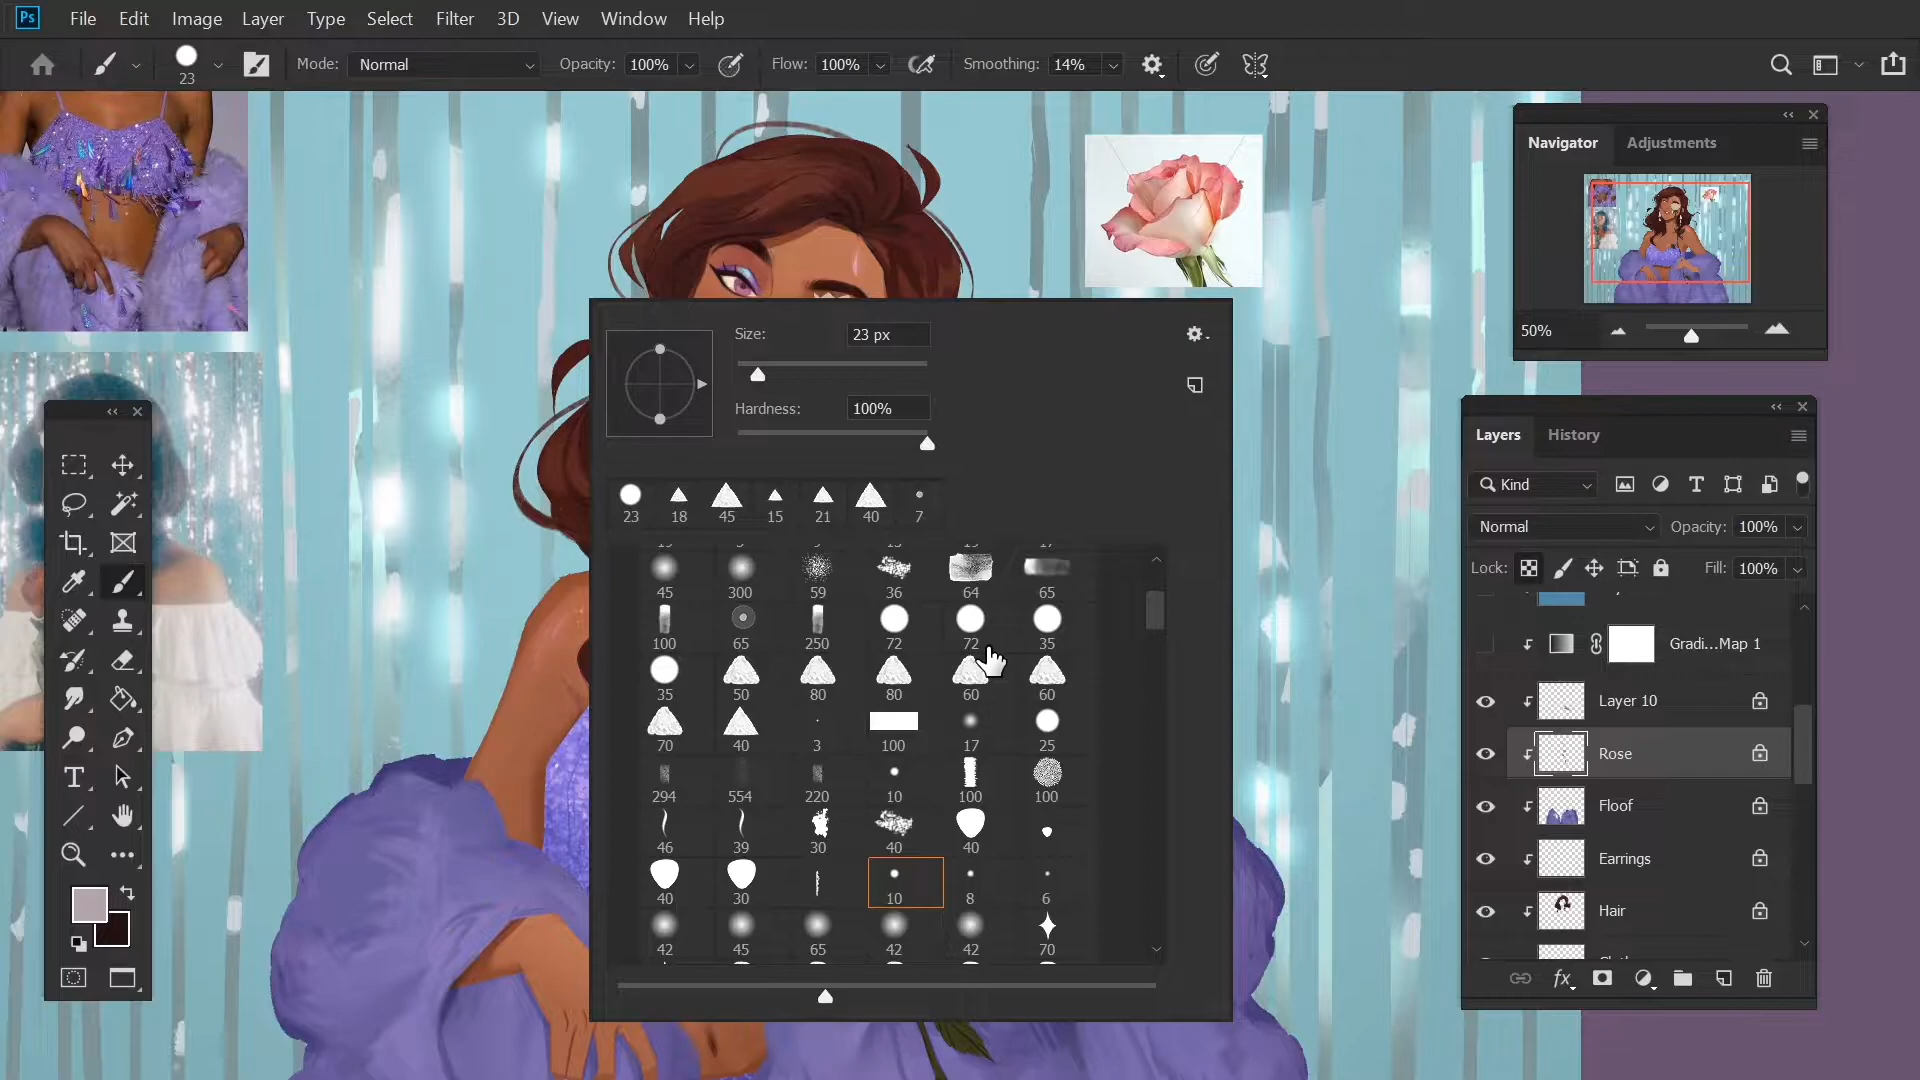 Ps File Edit Image Layer Type Select Filter 3D View Window Help
23 Mode: Normal Opacity: 100% Flow: 100% Smoothing: 14%
Navigator Adjustments
50%
Size: 23 px
Hardness: 100%
23 18 45 15 21 40 7
45 300 59 36 64 65
100 65 250 72 72 35
35 50 80 80 60 60
70 40 3 100 17 25
294 554 220 10 100 100
46 39 30 40 40
40 30 10 8 6
42 45 65 42 42 70
Layers History
Kind
Normal Opacity: 100%
Lock: Fill: 100%
Gradi...Map 1
Layer 10
Rose
Floof
Earrings
Hair
fx